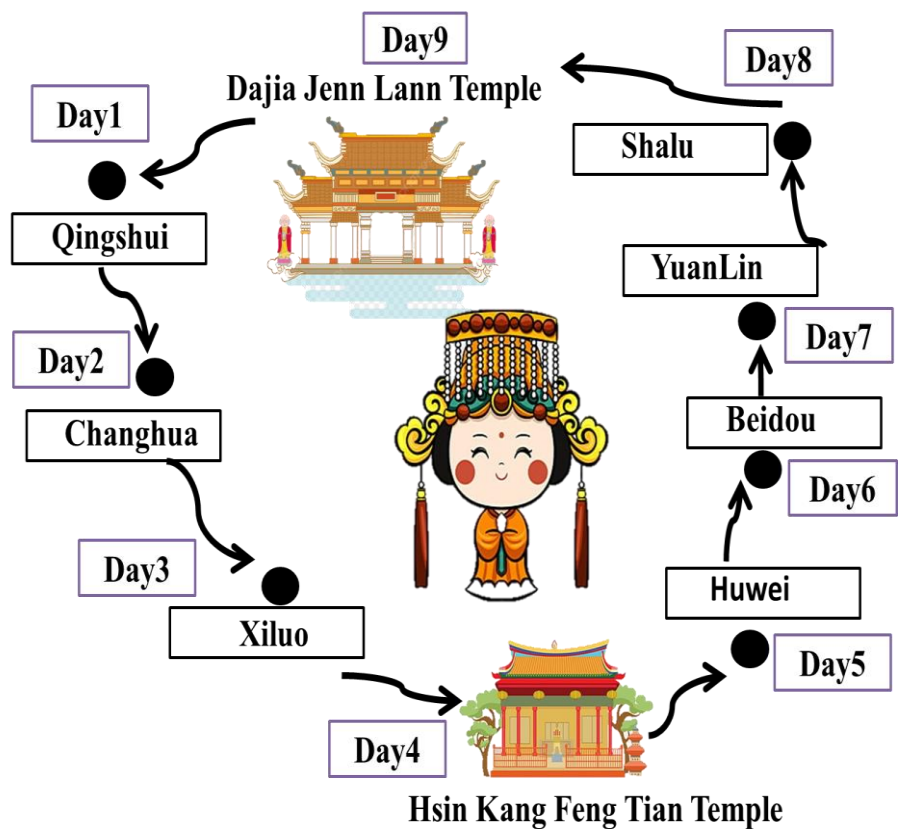 Day9
Dajia Jenn Lann Temple
Day1
Qingshui
Day2
Changhua
Day3
Xiluo
Day4
Hsin Kang Feng Tian Temple
Day5
Huwei
Day6
Beidou
Day7
YuanLin
Day8
Shalu